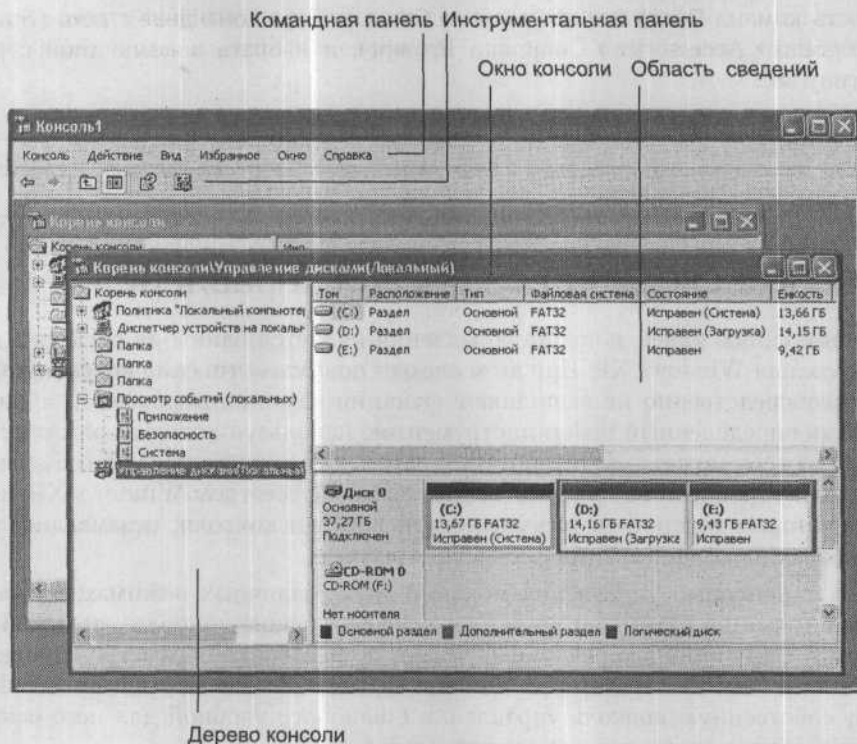 Командная панель Инструментальная панель
Окно консоли Область сведений
Консоль1
Консоль Действие Вид Избранное Окно Справка
Корень консоли
Корень консоли Имя
Корень консоли\Управление дисками(Локальный)
Корень консоли
Политика "Локальный компьютер
Диспетчер устройств на локальн
Папка
Папка
Папка
Просмотр событий (локальных)
Приложение
Безопасность
Система
Управление дисками(Локальный
Том Расположение Тип Файловая система Состояние Емкость
(C:) Раздел Основной FAT32 Исправен (Система) 13,66 ГБ
(D:) Раздел Основной FAT32 Исправен (Загрузка) 14,15 ГБ
(E:) Раздел Основной FAT32 Исправен 9,42 ГБ
Диск 0
Основной
37,27 ГБ
Подключен
(C:)
13,67 ГБ FAT32
Исправен (Система)
(D:)
14,16 ГБ FAT32
Исправен (Загрузка
(E:)
9,43 ГБ FAT32
Исправен
CD-ROM 0
CD-ROM (F:)
Нет носителя
Основной раздел Дополнительный раздел Логический диск
Дерево консоли